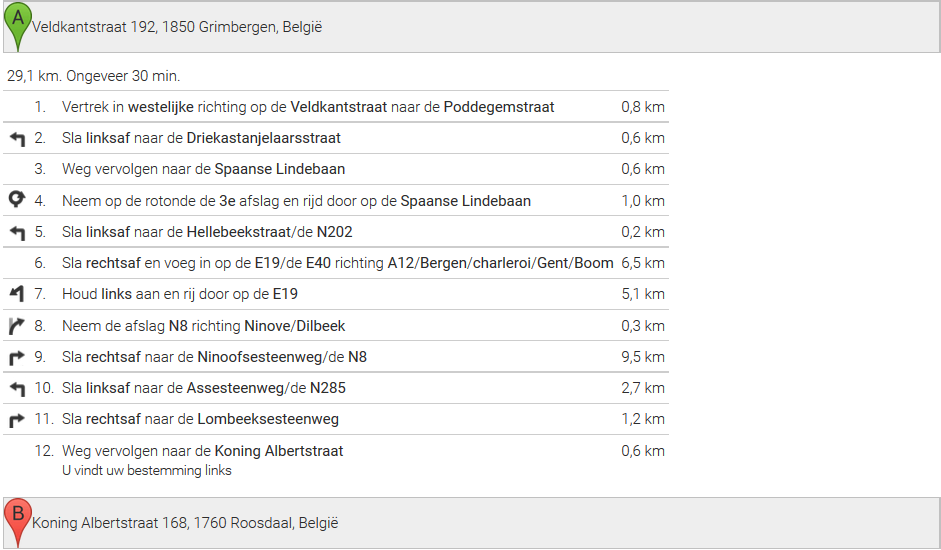 A
Veldkantstraat 192, 1850 Grimbergen, België
29,1 km. Ongeveer 30 min.
1. Vertrek in westelijke richting op de Veldkantstraat naar de Poddegemstraat 0,8 km
2. Sla linksaf naar de Driekastanjelaarsstraat 0,6 km
3. Weg vervolgen naar de Spaanse Lindebaan 0,6 km
4. Neem op de rotonde de 3e afslag en rijd door op de Spaanse Lindebaan 1,0 km
5. Sla linksaf naar de Hellebeekstraat/de N202 0,2 km
6. Sla rechtsaf en voeg in op de E19/de E40 richting A12/Bergen/charleroi/Gent/Boom 6,5 km
7. Houd links aan en rij door op de E19 5,1 km
8. Neem de afslag N8 richting Ninove/Dilbeek 0,3 km
9. Sla rechtsaf naar de Ninoofsesteenweg/de N8 9,5 km
10. Sla linksaf naar de Assesteenweg/de N285 2,7 km
11. Sla rechtsaf naar de Lombeeksesteenweg 1,2 km
12. Weg vervolgen naar de Koning Albertstraat 0,6 km
U vindt uw bestemming links
B
Koning Albertstraat 168, 1760 Roosdaal, België